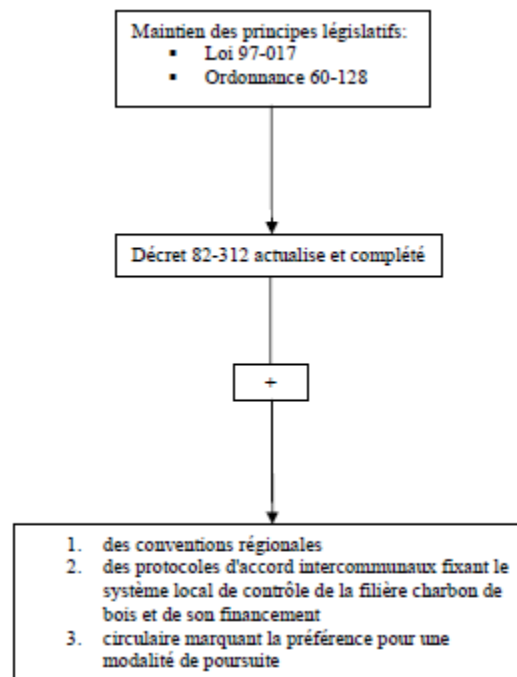 Maintien des principes législatifs:
▪ Loi 97-017
▪ Ordonnance 60-128
Décret 82-312 actualise et complété
+
1. des conventions régionales
2. des protocoles d'accord intercommunaux fixant le
système local de contrôle de la filière charbon de
bois et de son financement
3. circulaire marquant la préférence pour une
modalité de poursuite